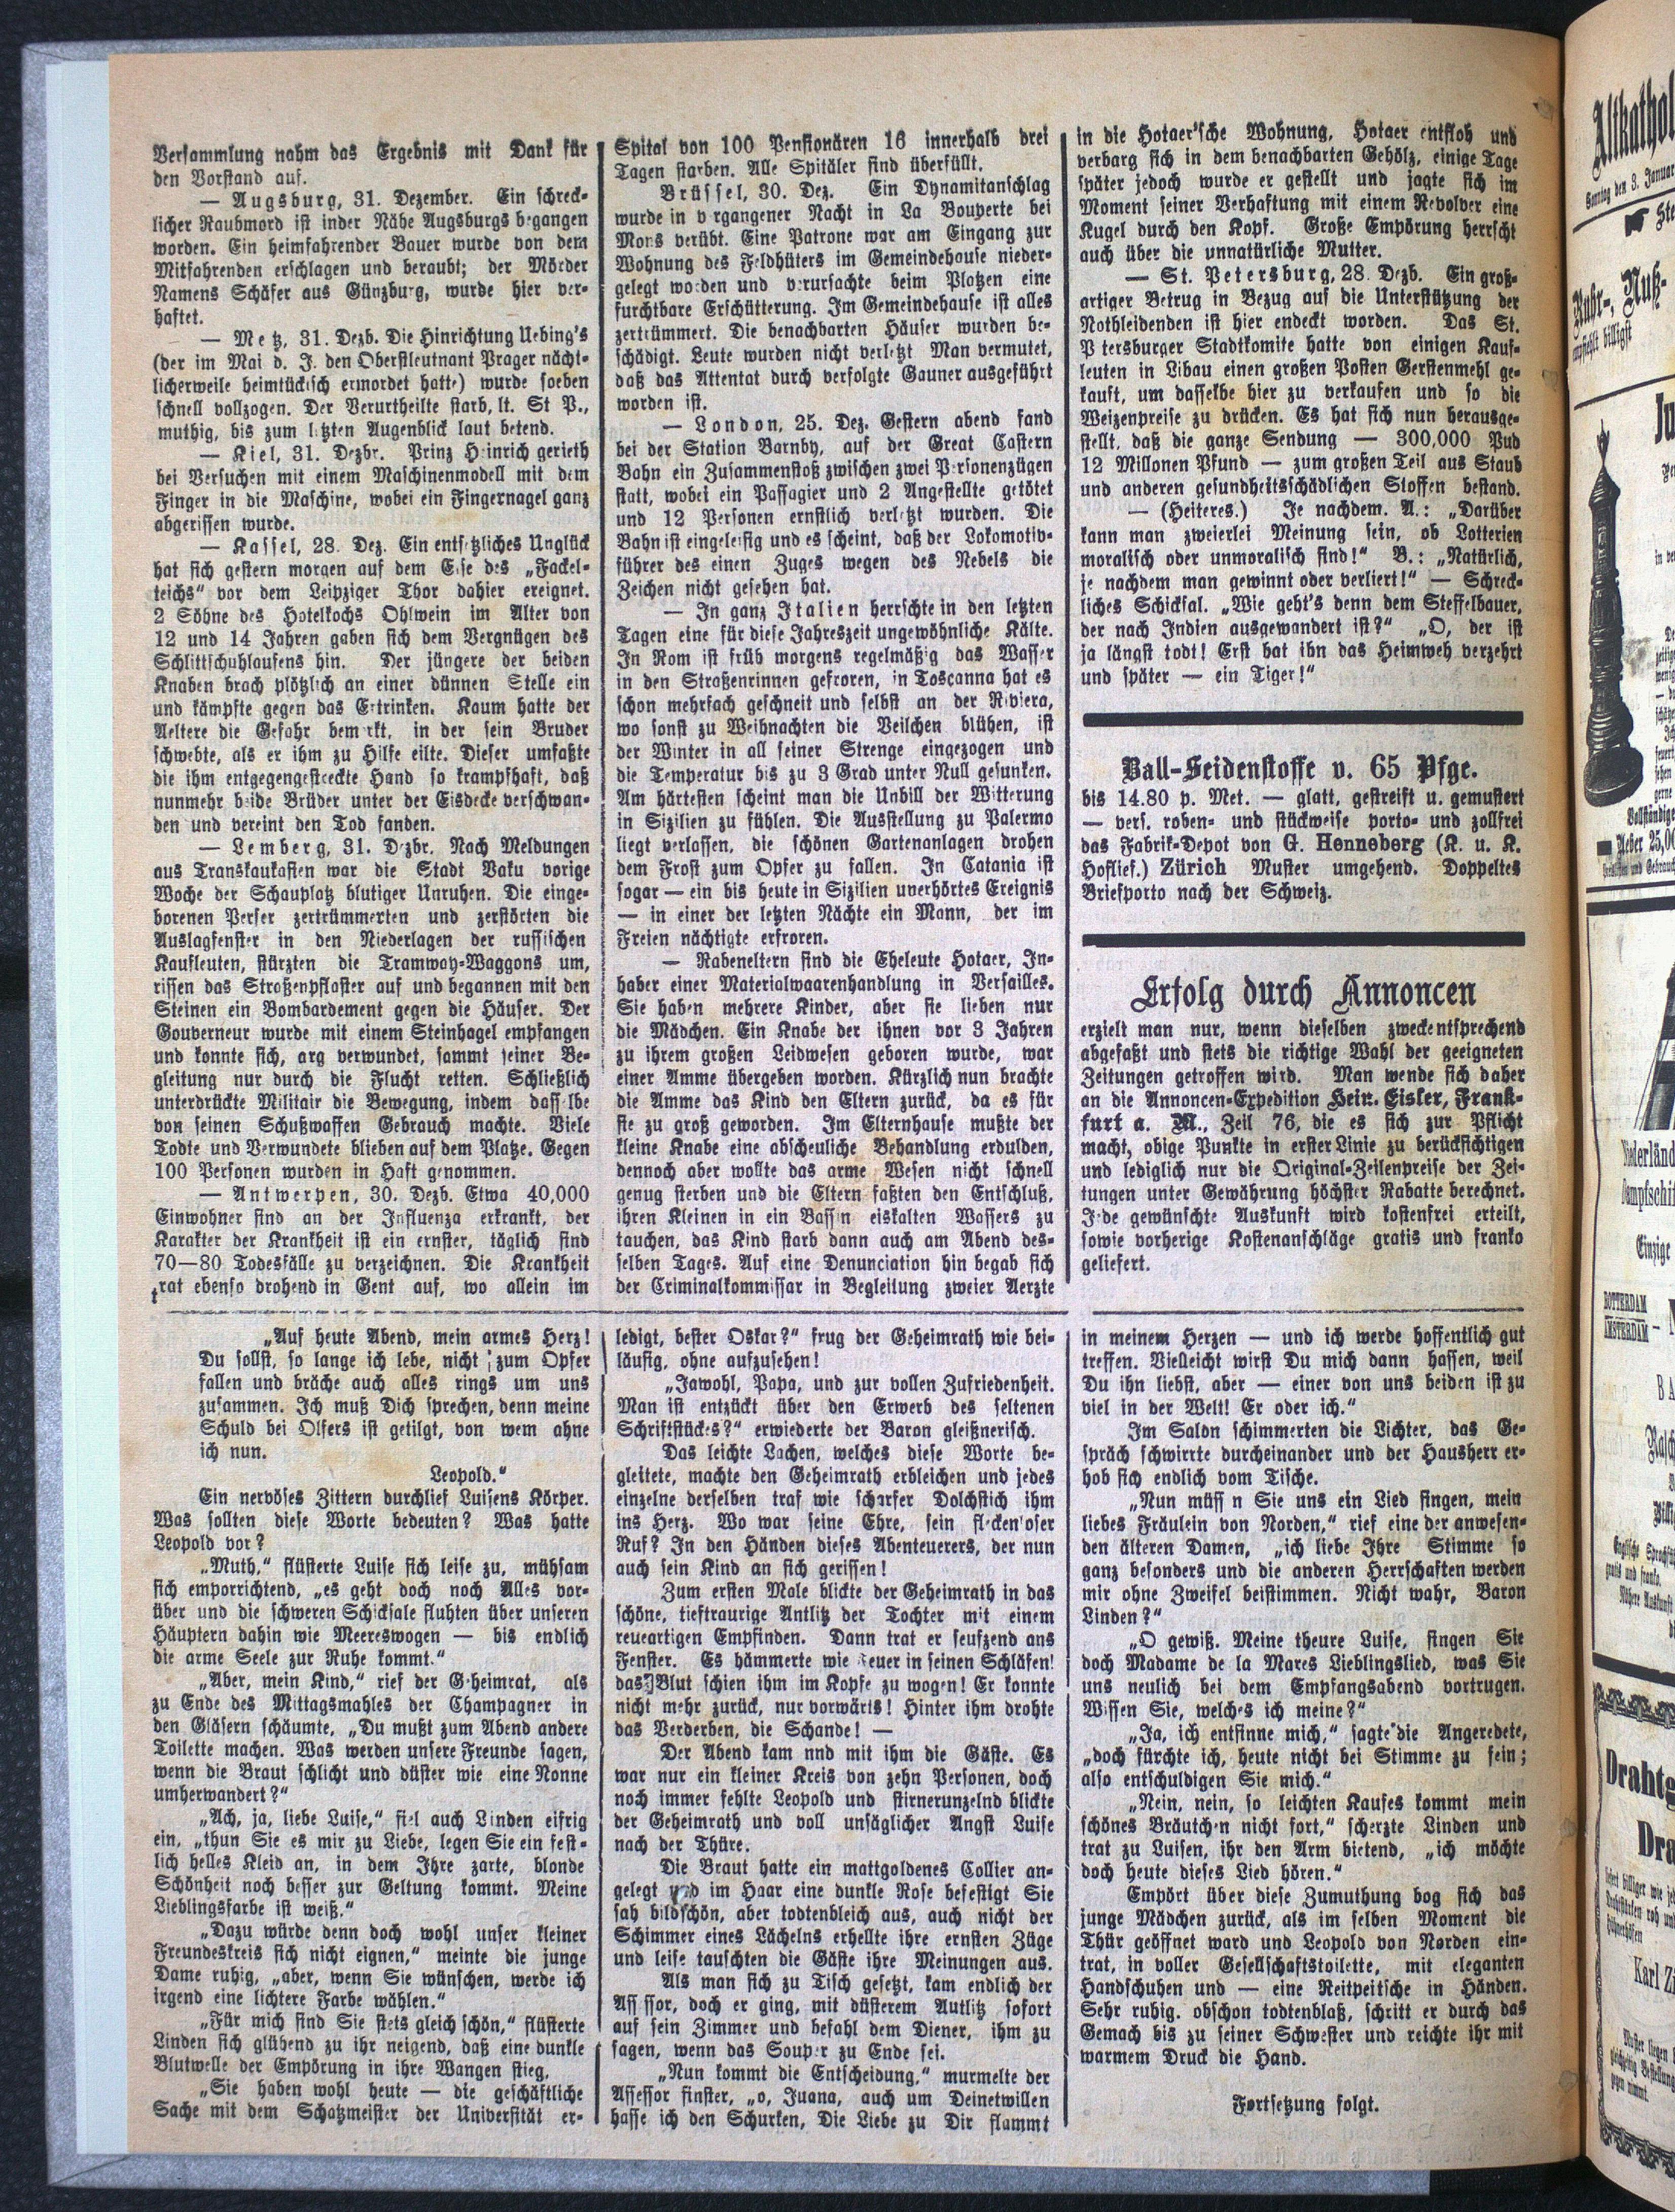 Versammlung nahm das Ergebnis mit Dank für
den Vorstand auf.
— Augsburg, 31. Dezember. Ein schreck-
licher Raubmord ist inder Nähe Augsburgs begangen
worden. Ein heimfahrender Bauer wurde von dem
Mitfahrenden erschlagen und beraubt; der Mörder
Namens Schäfer aus Günzburg, wurde hier ver-
haftet.
— Metz, 31. Dezb. Die Hinrichtung Uebing's
(der im Mai d. J. den Oberstleutnant Prager nächt-
licherweile heimtückisch ermordet hatte) wurde soeben
schnell vollzogen. Der Verurtheilte starb, lt. St P.,
muthig, bis zum letzten Augenblick laut betend.
— Kiel, 31. Dezbr. Prinz Heinrich gerieth
bei Versuchen mit einem Maschinenmodell mit dem
Finger in die Maschine, wobei ein Fingernagel ganz
abgerissen wurde.
— Kassel, 28. Dez. Ein entsetzliches Unglück
hat sich gestern morgen auf dem Eise des „Fackel-
teichs“ vor dem Leipziger Thor dahier ereignet.
2 Söhne des Hotelkochs Ohlwein im Alter von
12 und 14 Jahren gaben sich dem Vergnügen des
Schlittschuhlaufens hin. Der jüngere der beiden
Knaben brach plötzlich an einer dünnen Stelle ein
und kämpfte gegen das Ertrinken. Kaum hatte der
Aeltere die Gefahr bemerkt, in der sein Bruder
schwebte, als er ihm zu Hilfe eilte. Dieser umfaßte
die ihm entgegengestreckte Hand so krampfhaft, daß
nunmehr beide Brüder unter der Eisdecke verschwan-
den und vereint den Tod fanden.
— Lemberg, 31. Dezbr. Nach Meldungen
aus Transkaukasien war die Stadt Baku vorige
Woche der Schauplatz blutiger Unruhen. Die einge-
borenen Perser zertrümmerten und zerstörten die
Auslagfenster in den Niederlagen der russischen
Kaufleuten, stürzten die Tramway-Waggons um,
rissen das Straßenpflaster auf und begannen mit den
Steinen ein Bombardement gegen die Häuser. Der
Gouverneur wurde mit einem Steinhagel empfangen
und konnte sich, arg verwundet, sammt seiner Be-
gleitung nur durch die Flucht retten. Schließlich
unterdrückte Militair die Bewegung, indem dasselbe
von seinen Schußwaffen Gebrauch machte. Viele
Todte und Verwundete blieben auf dem Platze. Gegen
100 Personen wurden in Haft genommen.
— Antwerpen, 30. Dezb. Etwa 40,000
Einwohner sind an der Influenza erkrankt, der
Karakter der Krankheit ist ein ernster, täglich sind
70—80 Todesfälle zu verzeichnen. Die Krankheit
trat ebenso drohend in Gent auf, wo allein im
Spital von 100 Pensionären 16 innerhalb drei
Tagen starben. Alle Spitäler sind überfüllt.
Brüssel, 30. Dez. Ein Dynamitanschlag
wurde in v rgangener Nacht in La Bouverte bei
Mons verübt. Eine Patrone war am Eingang zur
Wohnung des Feldhüters im Gemeindehause nieder-
gelegt worden und verursachte beim Platzen eine
furchtbare Erschütterung. Im Gemeindehause ist alles
zertrümmert. Die benachbarten Häuser wurden be-
schädigt. Leute wurden nicht verletzt Man vermutet,
daß das Attentat durch verfolgte Gauner ausgeführt
worden ist.
— London, 25. Dez. Gestern abend fand
bei der Station Barnby, auf der Great Castern
Bahn ein Zusammenstoß zwischen zwei Personenzügen
statt, wobei ein Passagier und 2 Angestellte getötet
und 12 Personen ernstlich verletzt wurden. Die
Bahn ist eingeleisig und es scheint, daß der Lokomotiv-
führer des einen Zuges wegen des Nebels die
Zeichen nicht gesehen hat.
— In ganz Italien herrschte in den letzten
Tagen eine für diese Jahreszeit ungewöhnliche Kälte.
In Rom ist früh morgens regelmäßig das Wasser
in den Straßenrinnen gefroren, in Toscanna hat es
schon mehrfach geschneit und selbst an der Riviera,
wo sonst zu Weihnachten die Veilchen blühen, ist
der Winter in all seiner Strenge eingezogen und
die Temperatur bis zu 3 Grad unter Null gesunken.
Am härtesten scheint man die Unbill der Witterung
in Sizilien zu fühlen. Die Ausstellung zu Palermo
liegt verlassen, die schönen Gartenanlagen drohen
dem Frost zum Opfer zu fallen. In Catania ist
sogar — ein bis heute in Sizilien unerhörtes Ereignis
— in einer der letzten Nächte ein Mann, der im
Freien nächtigte erfroren.
— Rabeneltern sind die Eheleute Hotaer, In-
haber einer Materialwaarenhandlung in Versailles.
Sie haben mehrere Kinder, aber sie lieben nur
die Mädchen. Ein Knabe der ihnen vor 3 Jahren
zu ihrem großen Leidwesen geboren wurde, war
einer Amme übergeben worden. Kürzlich nun brachte
die Amme das Kind den Eltern zurück, da es für
sie zu groß geworden. Im Elternhause mußte der
kleine Knabe eine abscheuliche Behandlung erdulden,
dennoch aber wollte das arme Wesen nicht schnell
genug sterben und die Eltern faßten den Entschluß,
ihren Kleinen in ein Bassin eiskalten Wassers zu
tauchen, das Kind starb dann auch am Abend des-
selben Tages. Auf eine Denunciation hin begab sich
der Criminalkommissar in Begleitung zweier Aerzte
in die Hotaer'sche Wohnung, Hotaer entfloh und
verbarg sich in dem benachbarten Gehölz, einige Tage
später jedoch wurde er gestellt und jagte sich im
Moment seiner Verhaftung mit einem Revolver eine
Kugel durch den Kopf. Große Empörung herrscht
auch über die unnatürliche Mutter.
— St. Petersburg, 28. Dezb. Ein groß-
artiger Betrug in Bezug auf die Unterstützung der
Nothleidenden ist hier endeckt worden. Das St.
P tersburger Stadtkomite hatte von einigen Kauf-
leuten in Libau einen großen Posten Gerstenmehl ge-
kauft, um dasselbe hier zu verkaufen und so die
Weizenpreise zu drücken. Es hat sich nun herausge-
stellt, daß die ganze Sendung — 300,000 Pud
12 Millonen Pfund — zum großen Teil aus Staub
und anderen gesundheitsschädlichen Stoffen bestand.
— (Heiteres.) Je nachdem. A.: „Darüber
kann man zweierlei Meinung sein, ob Lotterien
moralisch oder unmoralisch sind!“ B.: „Natürlich,
je nachdem man gewinnt oder verliert!“ — Schreck-
liches Schicksal. „Wie geht's denn dem Steffelbauer,
der nach Indien ausgewandert ist?“ „O, der ist
ja längst todt! Erst hat ihn das Heimweh verzehrt
und später — ein Tiger!“
Ball-Seidenstoffe v. 65 Pfge.
bis 14.80 p. Met. — glatt, gestreift u. gemustert
— vers. roben- und stückweise porto- und zollfrei
das Fabrik-Depot von G. Henneberg (K. u. K.
Hoflief.) Zürich Muster umgehend. Doppeltes
Briefporto nach der Schweiz.
Erfolg durch Annoncen
erzielt man nur, wenn dieselben zweckentsprechend
abgefaßt und stets die richtige Wahl der geeigneten
Zeitungen getroffen wird. Man wende sich daher
an die Annoncen-Expedition Hein. Eisler, Frank-
furt a. M., Zeil 76, die es sich zur Pflicht
macht, obige Punkte in erster Linie zu berücksichtigen
und lediglich nur die Original-Zeilenpreise der Zei-
tungen unter Gewährung höchster Rabatte berechnet.
Jede gewünschte Auskunft wird kostenfrei erteilt,
sowie vorherige Kostenanschläge gratis und franko
geliefert.
„Auf heute Abend, mein armes Herz!
Du sollst, so lange ich lebe, nicht zum Opfer
fallen und bräche auch alles rings um uns
zusammen. Ich muß Dich sprechen, denn meine
Schuld bei Olfers ist getilgt, von wem ahne
ich nun.
Leopold.“
Ein nervöses Zittern durchlief Luisens Körper.
Was sollten diese Worte bedeuten? Was hatte
Leopold vor?
„Muth,“ flüsterte Luise sich leise zu, mühsam
sich emporrichtend, „es geht doch noch Alles vor-
über und die schweren Schicksale fluhten über unseren
Häuptern dahin wie Meereswogen — bis endlich
die arme Seele zur Ruhe kommt.“
„Aber, mein Kind,“ rief der Geheimrat, als
zu Ende des Mittagsmahles der Champagner in
den Gläsern schäumte, „Du mußt zum Abend andere
Toilette machen. Was werden unsere Freunde sagen,
wenn die Braut schlicht und düster wie eine Nonne
umherwandert?“
„Ach, ja, liebe Luise,“ fiel auch Linden eifrig
ein, „thun Sie es mir zu Liebe, legen Sie ein fest-
lich helles Kleid an, in dem Ihre zarte, blonde
Schönheit noch besser zur Geltung kommt. Meine
Lieblingsfarbe ist weiß.“
„Dazu würde denn doch wohl unser kleiner
Freundeskreis sich nicht eignen,“ meinte die junge
Dame ruhig, „aber, wenn Sie wünschen, werde ich
irgend eine lichtere Farbe wählen.“
„Für mich sind Sie stets gleich schön,“ flüsterte
Linden sich glühend zu ihr neigend, daß eine dunkle
Blutwelle der Empörung in ihre Wangen stieg.
„Sie haben wohl heute — die geschäftliche
Sache mit dem Schatzmeister der Universität er-
ledigt, bester Oskar?“ frug der Geheimrath wie bei-
läufig, ohne aufzusehen!
„Jawohl, Papa, und zur vollen Zufriedenheit.
Man ist entzückt über den Erwerb des seltenen
Schriftstückes?“ erwiederte der Baron gleißnerisch.
Das leichte Lachen, welches diese Worte be-
gleitete, machte den Geheimrath erbleichen und jedes
einzelne derselben traf wie scharfer Dolchstich ihm
ins Herz. Wo war seine Ehre, sein fleckenloser
Ruf? In den Händen dieses Abenteuerers, der nun
auch sein Kind an sich gerissen!
Zum ersten Male blickte der Geheimrath in das
schöne, tieftraurige Antlitz der Tochter mit einem
reueartigen Empfinden. Dann trat er seufzend ans
Fenster. Es hämmerte wie Feuer in seinen Schläfen!
das Blut schien ihm im Kopfe zu wogen! Er konnte
nicht mehr zurück, nur vorwärts! Hinter ihm drohte
das Verderben, die Schande! —
Der Abend kam nnd mit ihm die Gäste. Es
war nur ein kleiner Kreis von zehn Personen, doch
noch immer fehlte Leopold und stirnerunzelnd blickte
der Geheimrath und voll unsäglicher Angst Luise
nach der Thüre.
Die Braut hatte ein mattgoldenes Collier an-
gelegt und im Haar eine dunkle Rose befestigt Sie
sah bildschön, aber todtenbleich aus, auch nicht der
Schimmer eines Lächelns erhellte ihre ernsten Züge
und leise tauschten die Gäste ihre Meinungen aus.
Als man sich zu Tisch gesetzt, kam endlich der
Ass ssor, doch er ging, mit düsterem Autlitz sofort
auf sein Zimmer und befahl dem Diener, ihm zu
sagen, wenn das Souper zu Ende sei.
„Nun kommt die Entscheidung,“ murmelte der
Assessor finster, „o, Juana, auch um Deinetwillen
hasse ich den Schurken, Die Liebe zu Dir flammt
in meinem Herzen — und ich werde hoffentlich gut
treffen. Vielleicht wirst Du mich dann hassen, weil
Du ihn liebst, aber — einer von uns beiden ist zu
viel in der Welt! Er oder ich.“
Im Salon schimmerten die Lichter, das Ge-
spräch schwirrte durcheinander und der Hausherr er-
hob sich endlich vom Tische.
„Nun müss n Sie uns ein Lied singen, mein
liebes Fräulein von Norden,“ rief eine der anwesen-
den älteren Damen, „ich liebe Ihre Stimme so
ganz besonders und die anderen Herrschaften werden
mir ohne Zweifel beistimmen. Nicht wahr, Baron
Linden?“
„O gewiß. Meine theure Luise, singen Sie
doch Madame de la Mares Lieblingslied, was Sie
uns neulich bei dem Empfangsabend vortrugen.
Wissen Sie, welches ich meine?“
„Ja, ich entsinne mich,“ sagte die Angeredete,
„doch fürchte ich, heute nicht bei Stimme zu sein;
also entschuldigen Sie mich.“
„Nein, nein, so leichten Kaufes kommt mein
schönes Bräutchen nicht fort,“ scherzte Linden und
trat zu Luisen, ihr den Arm bietend, „ich möchte
doch heute dieses Lied hören.“
Empört über diese Zumuthung bog sich das
junge Mädchen zurück, als im selben Moment die
Thür geöffnet ward und Leopold von Norden ein-
trat, in voller Gesellschaftstoilette, mit eleganten
Handschuhen und — eine Reitpeitsche in Händen.
Sehr ruhig, obschon todtenblaß, schritt er durch das
Gemach bis zu seiner Schwester und reichte ihr mit
warmem Druck die Hand.
Fortsetzung folgt.
Altkathol
Sonntag den 3. Januar
Ruhr-, Nuß-
empfiehlt billigst
Ueber 25,00
Niederländ
Dampfschif
Einzige
ROTTERDAM
AMSTERDAM
Drahtg
Dra
Karl Zi